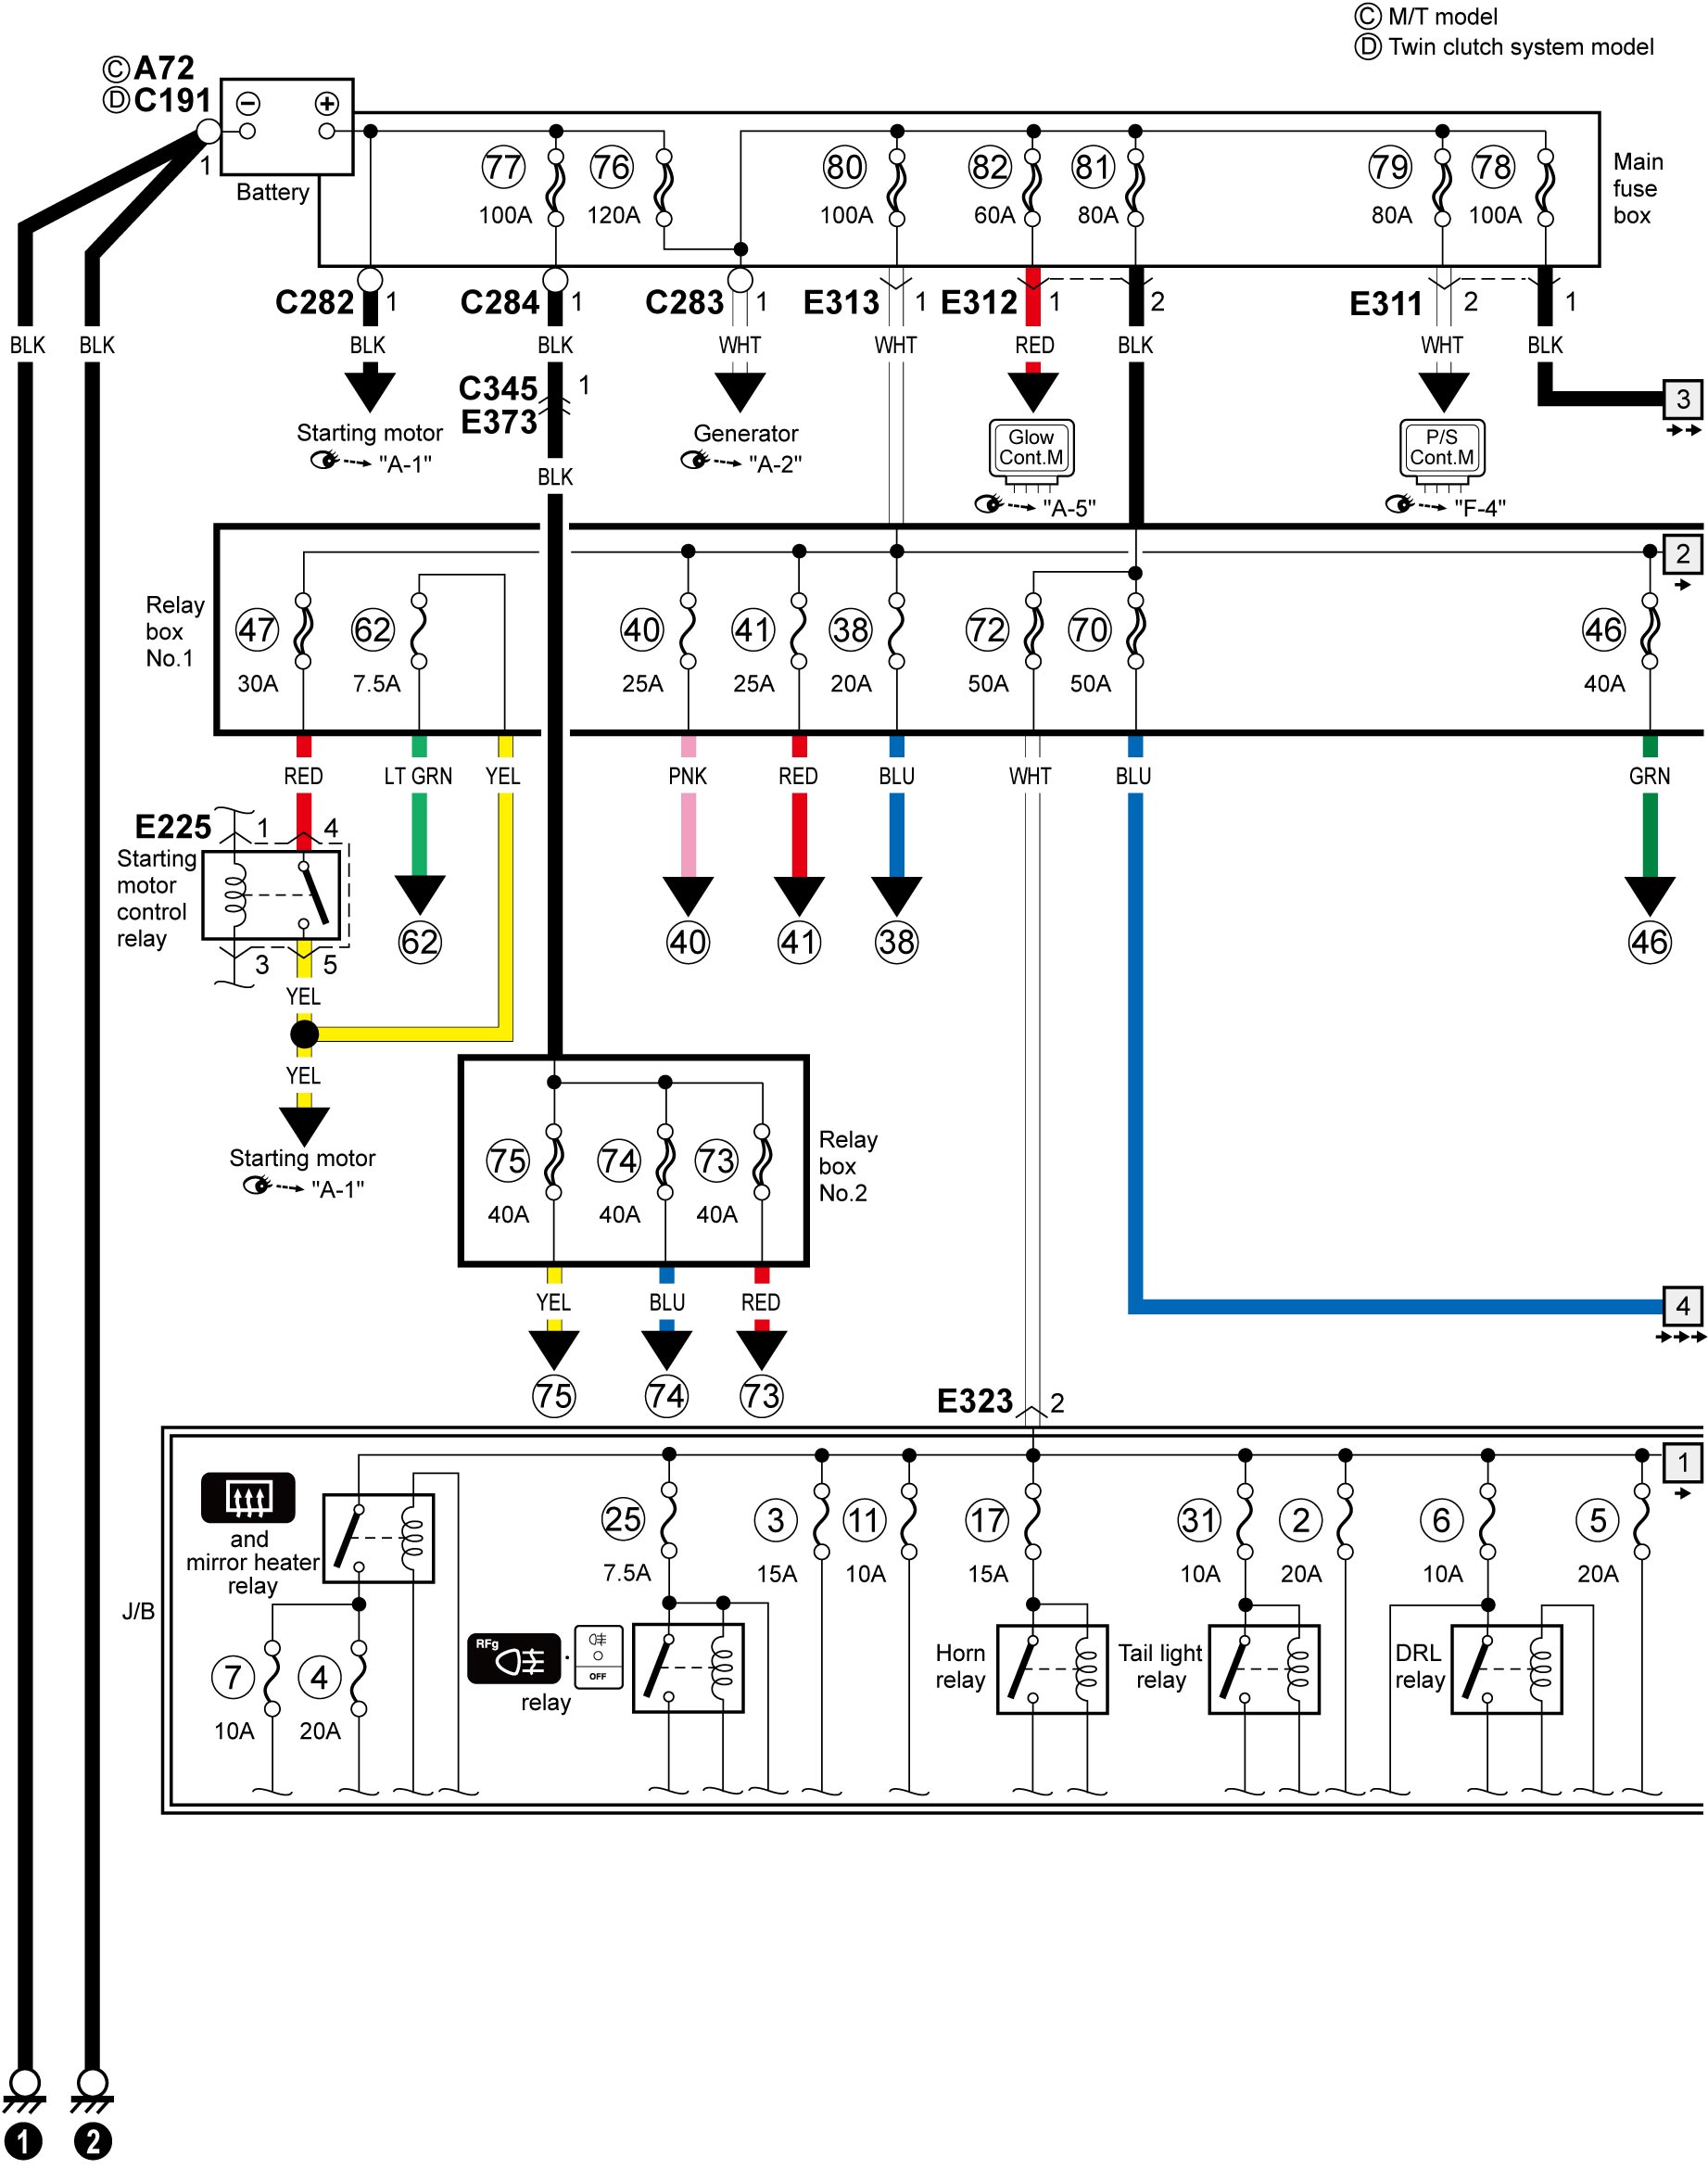 Ⓒ M/T model
Ⓓ Twin clutch system model
Ⓒ A72
Ⓓ C191
1
− +
Battery
77 76 80 82 81 79 78
100A 120A 100A 60A 80A 80A 100A
Main
fuse
box
C282 1 C284 1 C283 1 E313 1 E312 1 2 E311 2 1
BLK BLK BLK BLK WHT WHT RED BLK WHT BLK
C345 1
E373
3
Starting motor
"A-1"
Generator
"A-2"
Glow
Cont.M
"A-5"
P/S
Cont.M
"F-4"
BLK
2
Relay
box
No.1
47 62 40 41 38 72 70 46
30A 7.5A 25A 25A 20A 50A 50A 40A
RED LT GRN YEL PNK RED BLU WHT BLU GRN
E225 1 4
Starting
motor
control
relay
3 5
62 40 41 38 46
YEL
YEL
Starting motor
"A-1"
75 74 73
40A 40A 40A
Relay
box
No.2
YEL BLU RED
4
75 74 73
E323 2
1
and
mirror heater
relay
J/B
25 3 11 17 31 2 6 5
7.5A 15A 10A 15A 10A 20A 10A 20A
7 4
10A 20A
RFg
OFF
relay
Horn
relay
Tail light
relay
DRL
relay
1 2